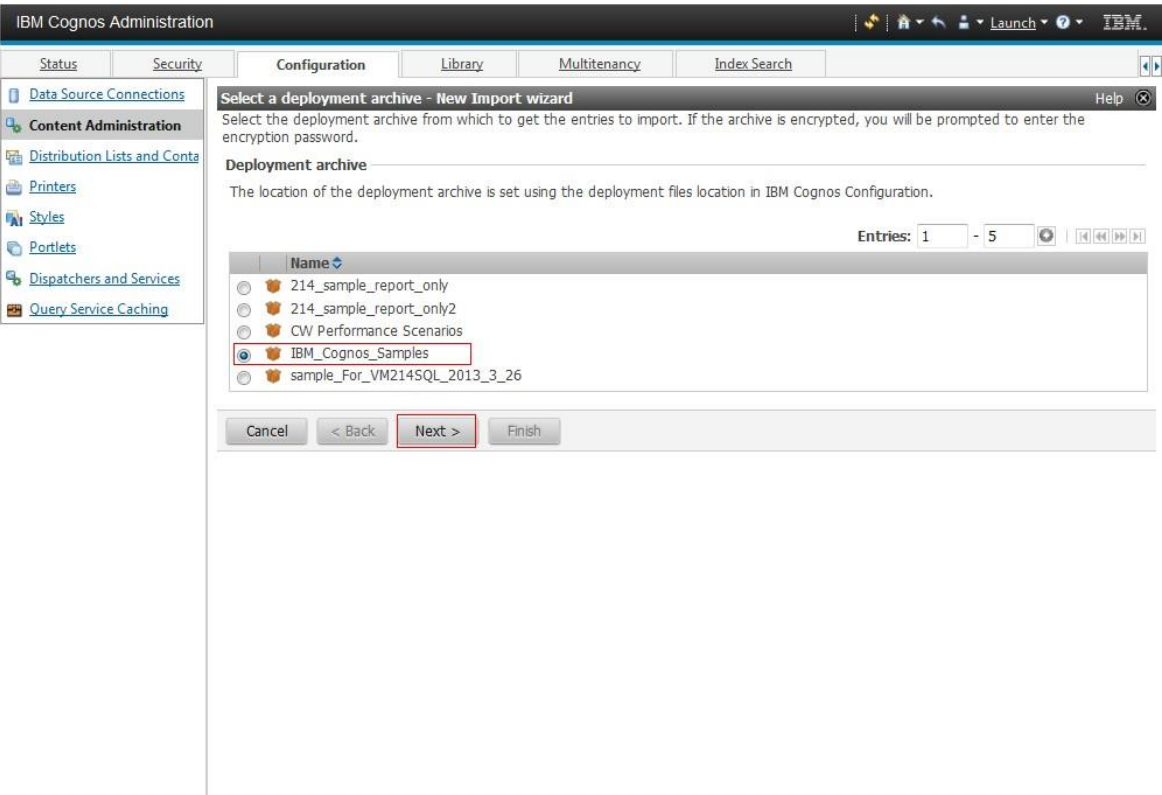 IBM Cognos Administration
Launch
IBM.
Status Security Configuration Library Multitenancy Index Search
Data Source Connections
Content Administration
Distribution Lists and Conta
Printers
Styles
Portlets
Dispatchers and Services
Query Service Caching
Select a deployment archive - New Import wizard Help
Select the deployment archive from which to get the entries to import. If the archive is encrypted, you will be prompted to enter the
encryption password.
Deployment archive
The location of the deployment archive is set using the deployment files location in IBM Cognos Configuration.
Entries: 1 - 5
Name
214_sample_report_only
214_sample_report_only2
CW Performance Scenarios
IBM_Cognos_Samples
sample_For_VM214SQL_2013_3_26
Cancel < Back Next > Finish